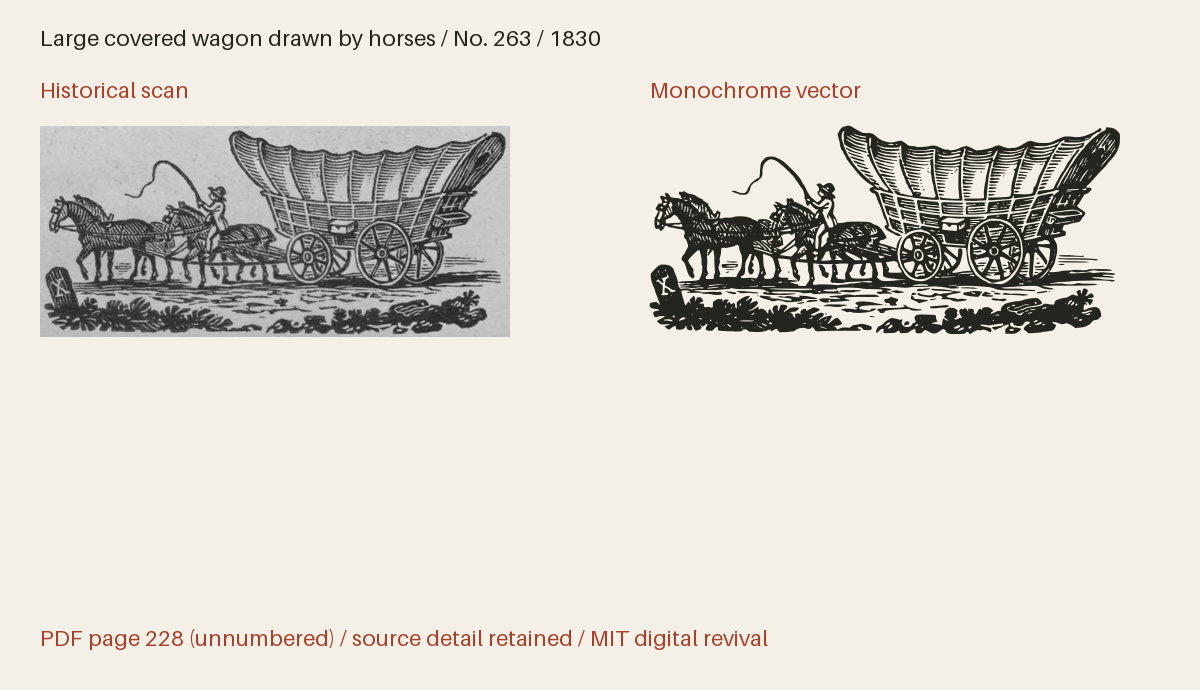 Large covered wagon drawn by horses / No. 263 / 1830
Historical scan
Monochrome vector
X
X
PDF page 228 (unnumbered) / source detail retained / MIT digital revival